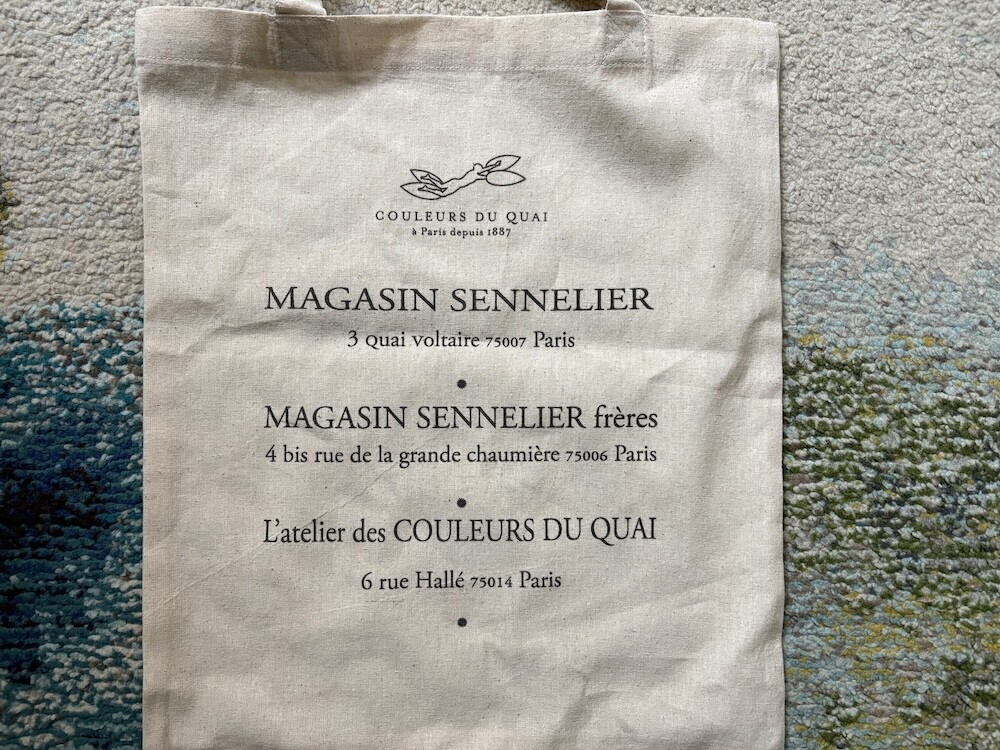 COULEURS DU QUAI
à Paris depuis 1887
MAGASIN SENNELIER
3 Quai voltaire 75007 Paris
MAGASIN SENNELIER frères
4 bis rue de la grande chaumière 75006 Paris
L'atelier des COULEURS DU QUAI
6 rue Hallé 75014 Paris